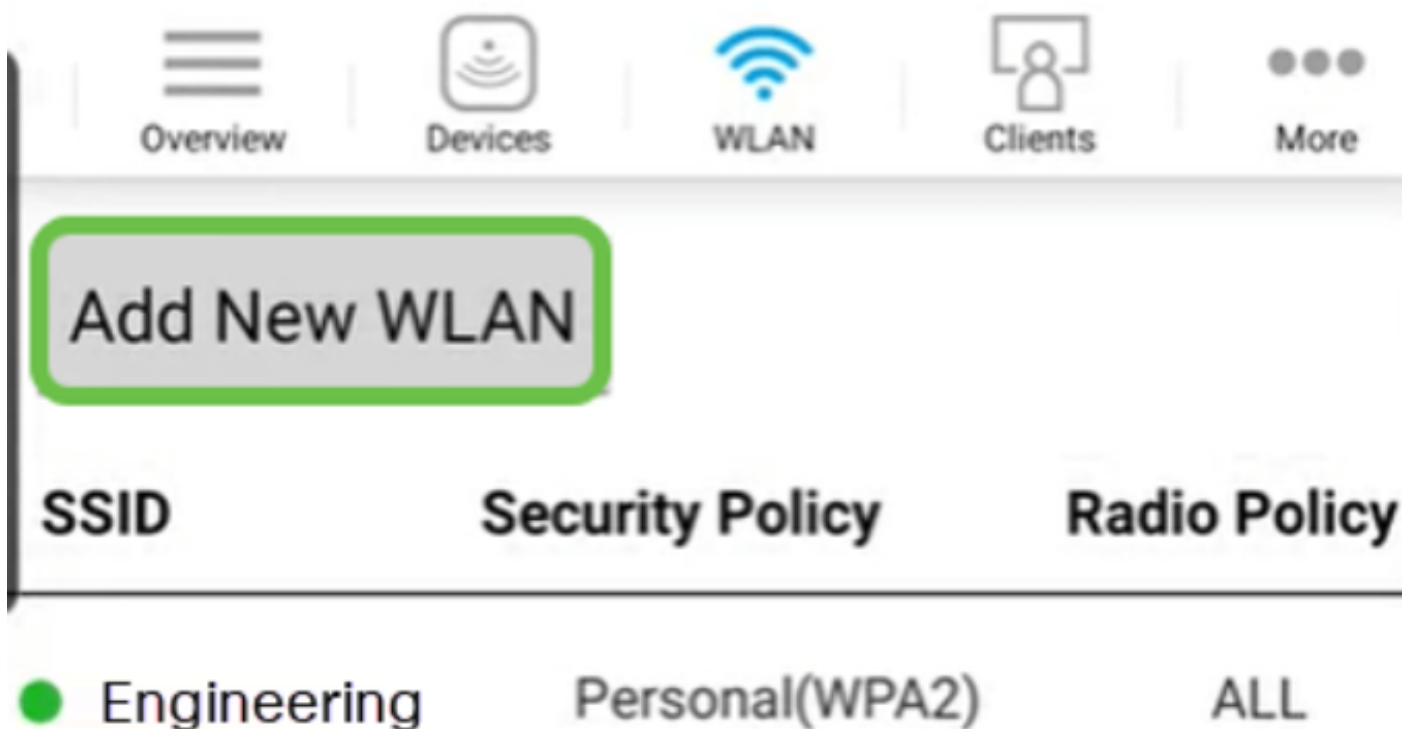 Overview Devices WLAN Clients More
Add New WLAN
SSID Security Policy Radio Policy
Engineering Personal(WPA2) ALL